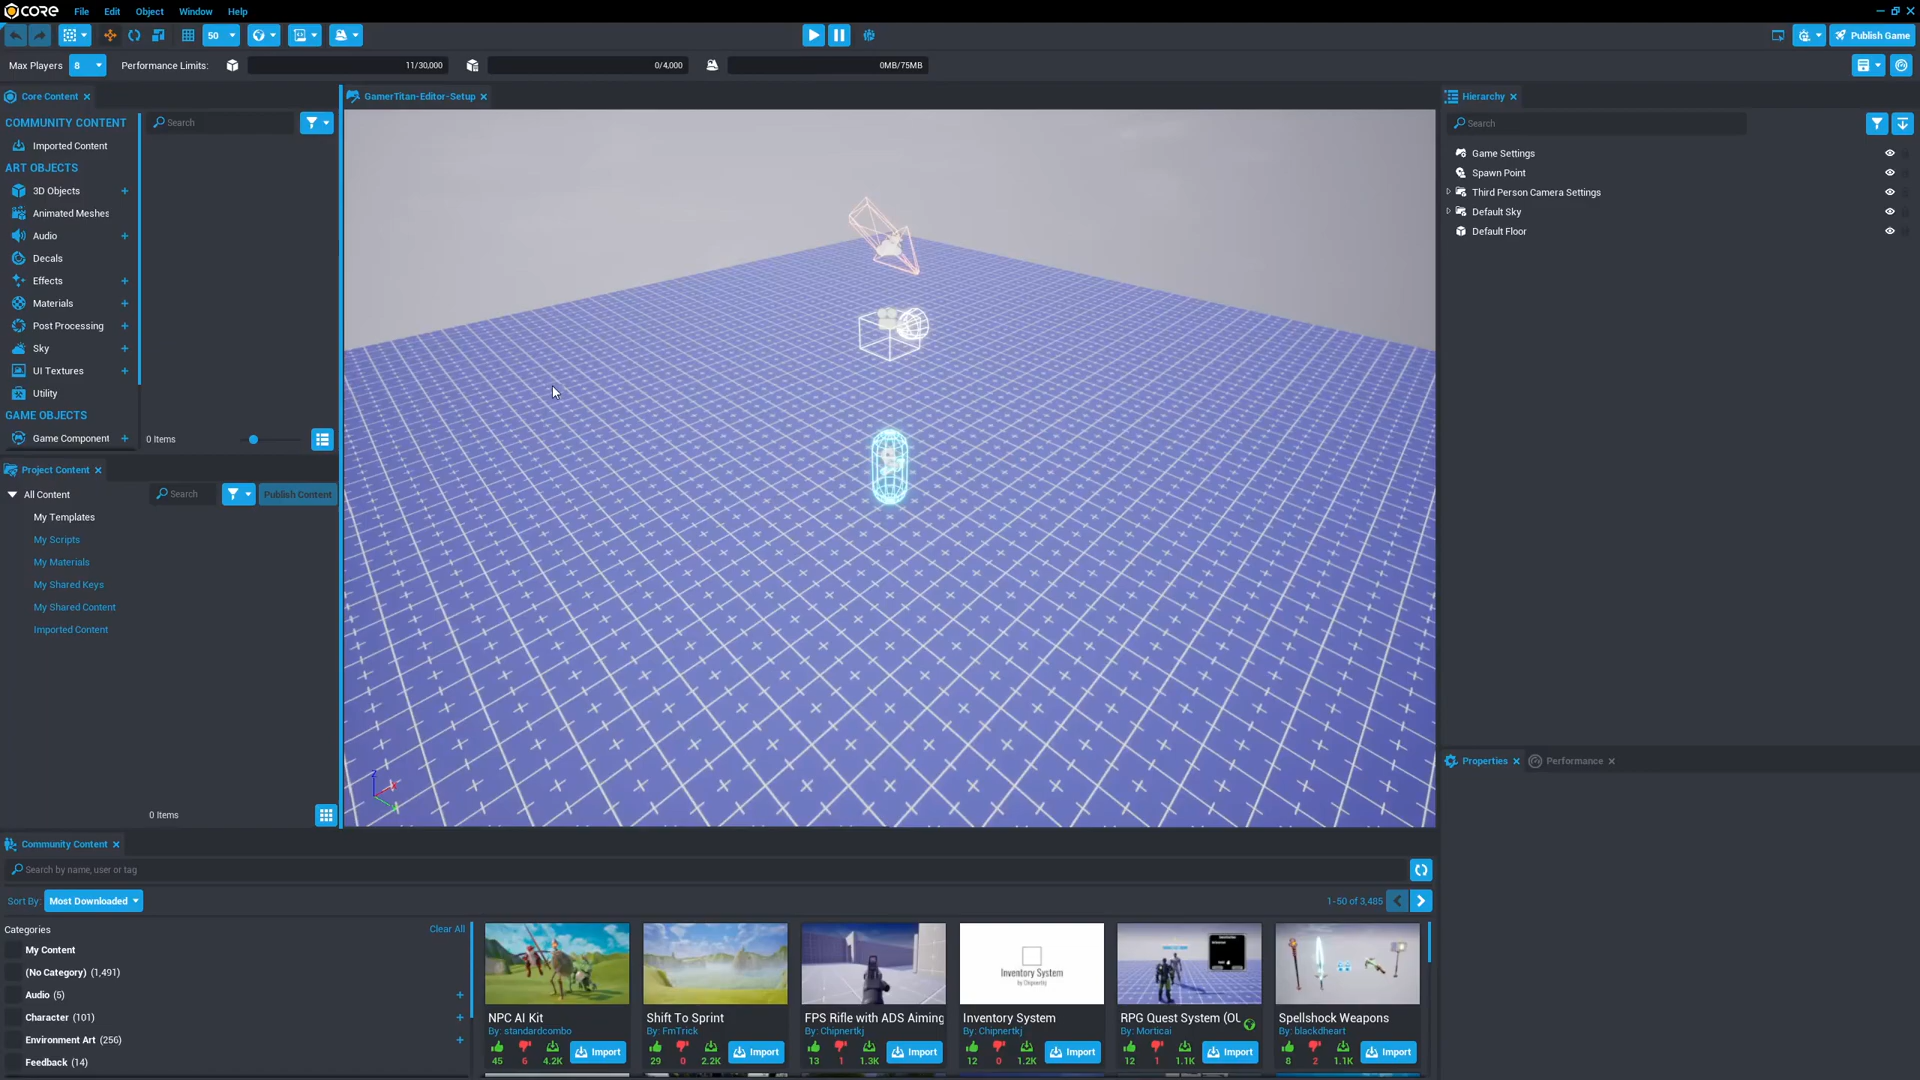 CORE File Edit Object Window Help
50 Publish Game
Max Players 8 Performance Limits: 11/30,000 0/4,000 0MB/75MB
Core Content
COMMUNITY CONTENT
Search
Imported Content
ART OBJECTS
3D Objects
Animated Meshes
Audio
Decals
Effects
Materials
Post Processing
Sky
UI Textures
Utility
GAME OBJECTS
Game Component
0 Items
Project Content
All Content
Search
Publish Content
My Templates
My Scripts
My Materials
My Shared Keys
My Shared Content
Imported Content
0 Items
GamerTitan-Editor-Setup
Z
Hierarchy
Search
Game Settings
Spawn Point
Third Person Camera Settings
Default Sky
Default Floor
Properties Performance
Community Content
Search by name, user or tag
Sort By: Most Downloaded
1-50 of 3,485
Categories
Clear All
My Content
(No Category) (1,491)
Audio (5)
Character (101)
Environment Art (256)
Feedback (14)
NPC AI Kit
By: standardcombo
45 6 4.2K Import
Shift To Sprint
By: FmTrick
29 0 2.2K Import
FPS Rifle with ADS Aiming
By: Chipnertkj
13 1 1.3K Import
Inventory System
by Chipnertkj
Inventory System
By: Chipnertkj
12 0 1.2K Import
RPG Quest System (OL
By: Morticai
12 1 1.1K Import
Spellshock Weapons
By: blackdheart
8 2 1.1K Import